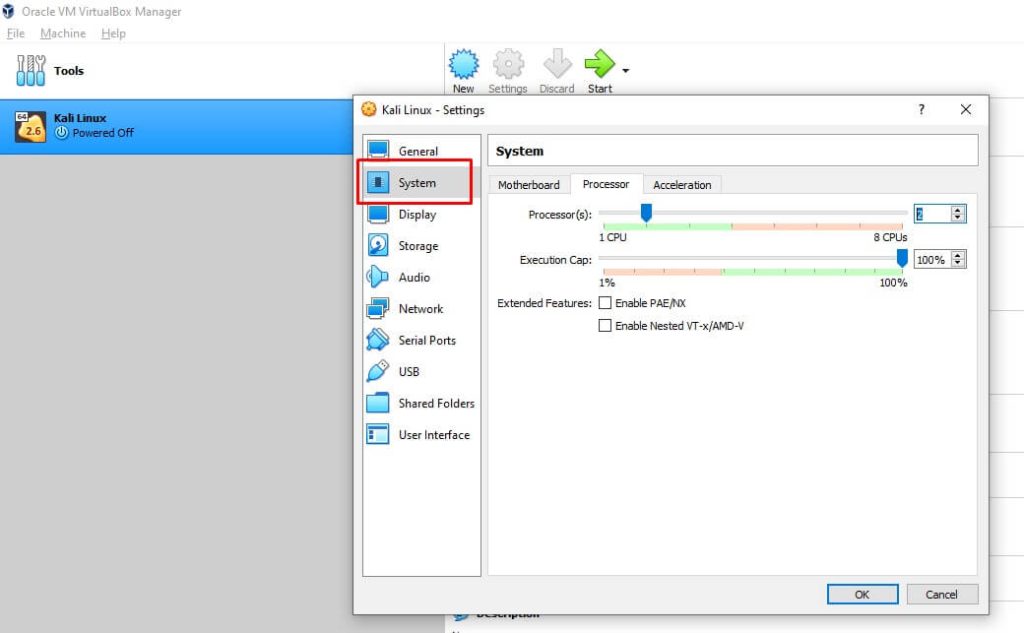 Oracle VM VirtualBox Manager
File Machine Help
Tools
New Settings Discard Start
64
2.6
Kali Linux
Powered Off
Kali Linux - Settings
?
General
System
Display
Storage
Audio
Network
Serial Ports
USB
Shared Folders
User Interface
System
Motherboard Processor Acceleration
Processor(s): 2
1 CPU 8 CPUs
Execution Cap: 100%
1% 100%
Extended Features: Enable PAE/NX
Enable Nested VT-x/AMD-V
OK Cancel
Description